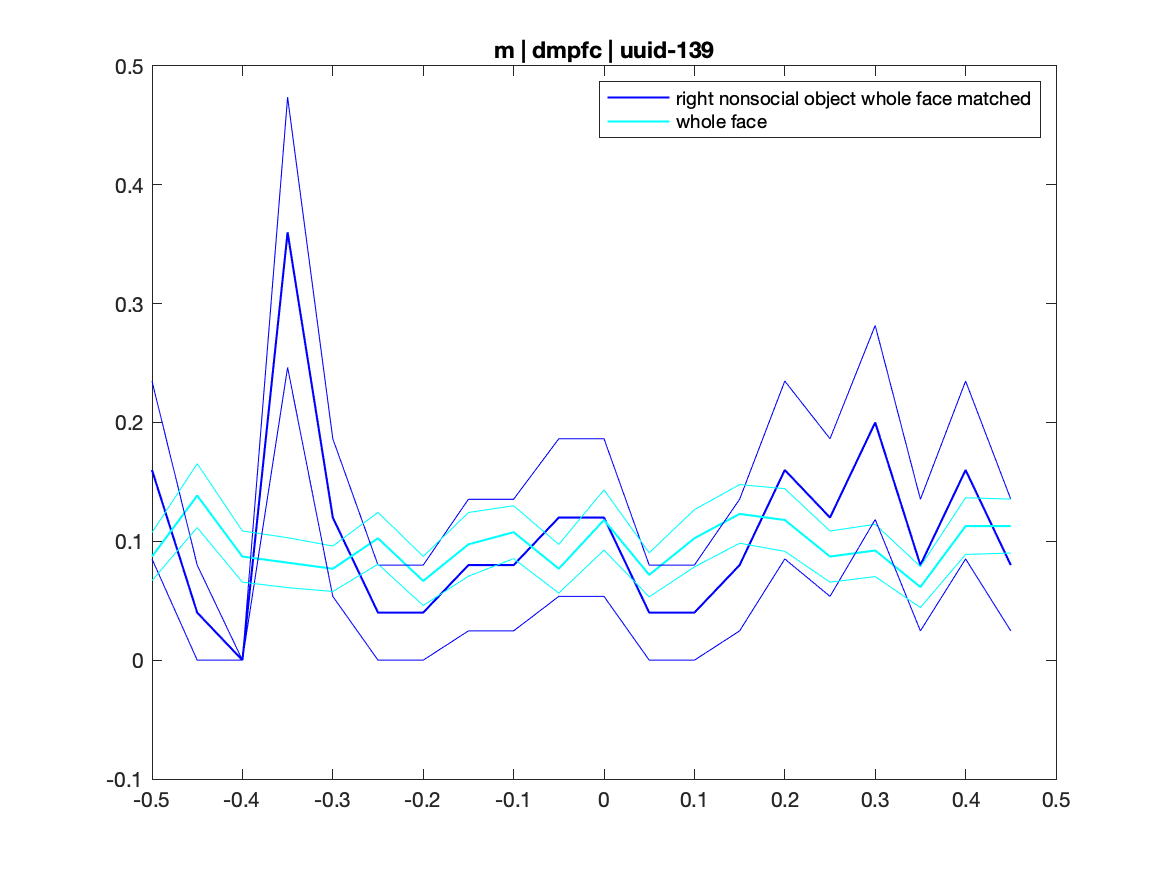 m | dmpfc | uuid-139
right nonsocial object whole face matched
whole face
0.5
0.4
0.3
0.2
0.1
0
-0.1
-0.5 -0.4 -0.3 -0.2 -0.1 0 0.1 0.2 0.3 0.4 0.5